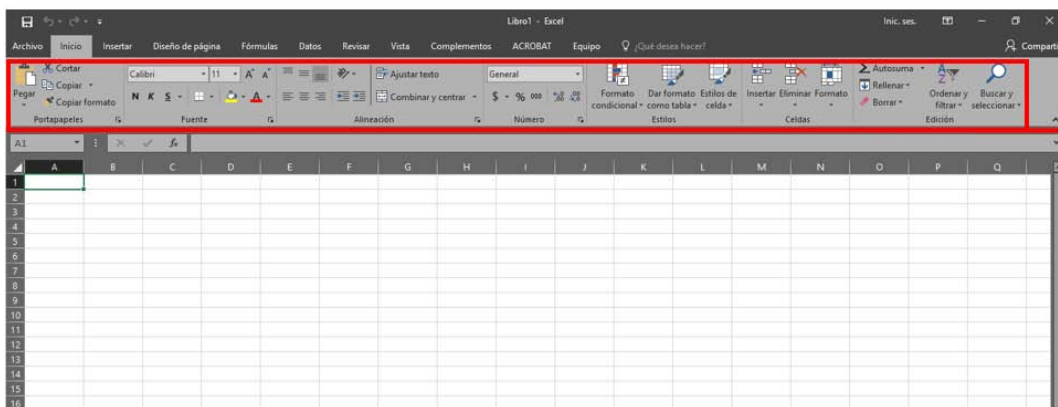 Libro1 - Excel
Inic. ses.
Archivo Inicio Insertar Diseño de página Fórmulas Datos Revisar Vista Complementos ACROBAT Equipo ¿Qué desea hacer? Comparti
Cortar
Copiar
Copiar formato
Pegar
Portapapeles
Calibri 11 A A
N K S A
Fuente
Ajustar texto
Combinar y centrar
Alineación
General
$ % 000
Número
Formato condicional
Dar formato como tabla
Estilos de celda
Estilos
Insertar Eliminar Formato
Celdas
Autosuma
Rellenar
Borrar
Ordenar y filtrar
Buscar y seleccionar
Edición
A1 fx
A B C D E F G H I J K L M N O P Q
1
2
3
4
5
6
7
8
9
10
11
12
13
14
15
16